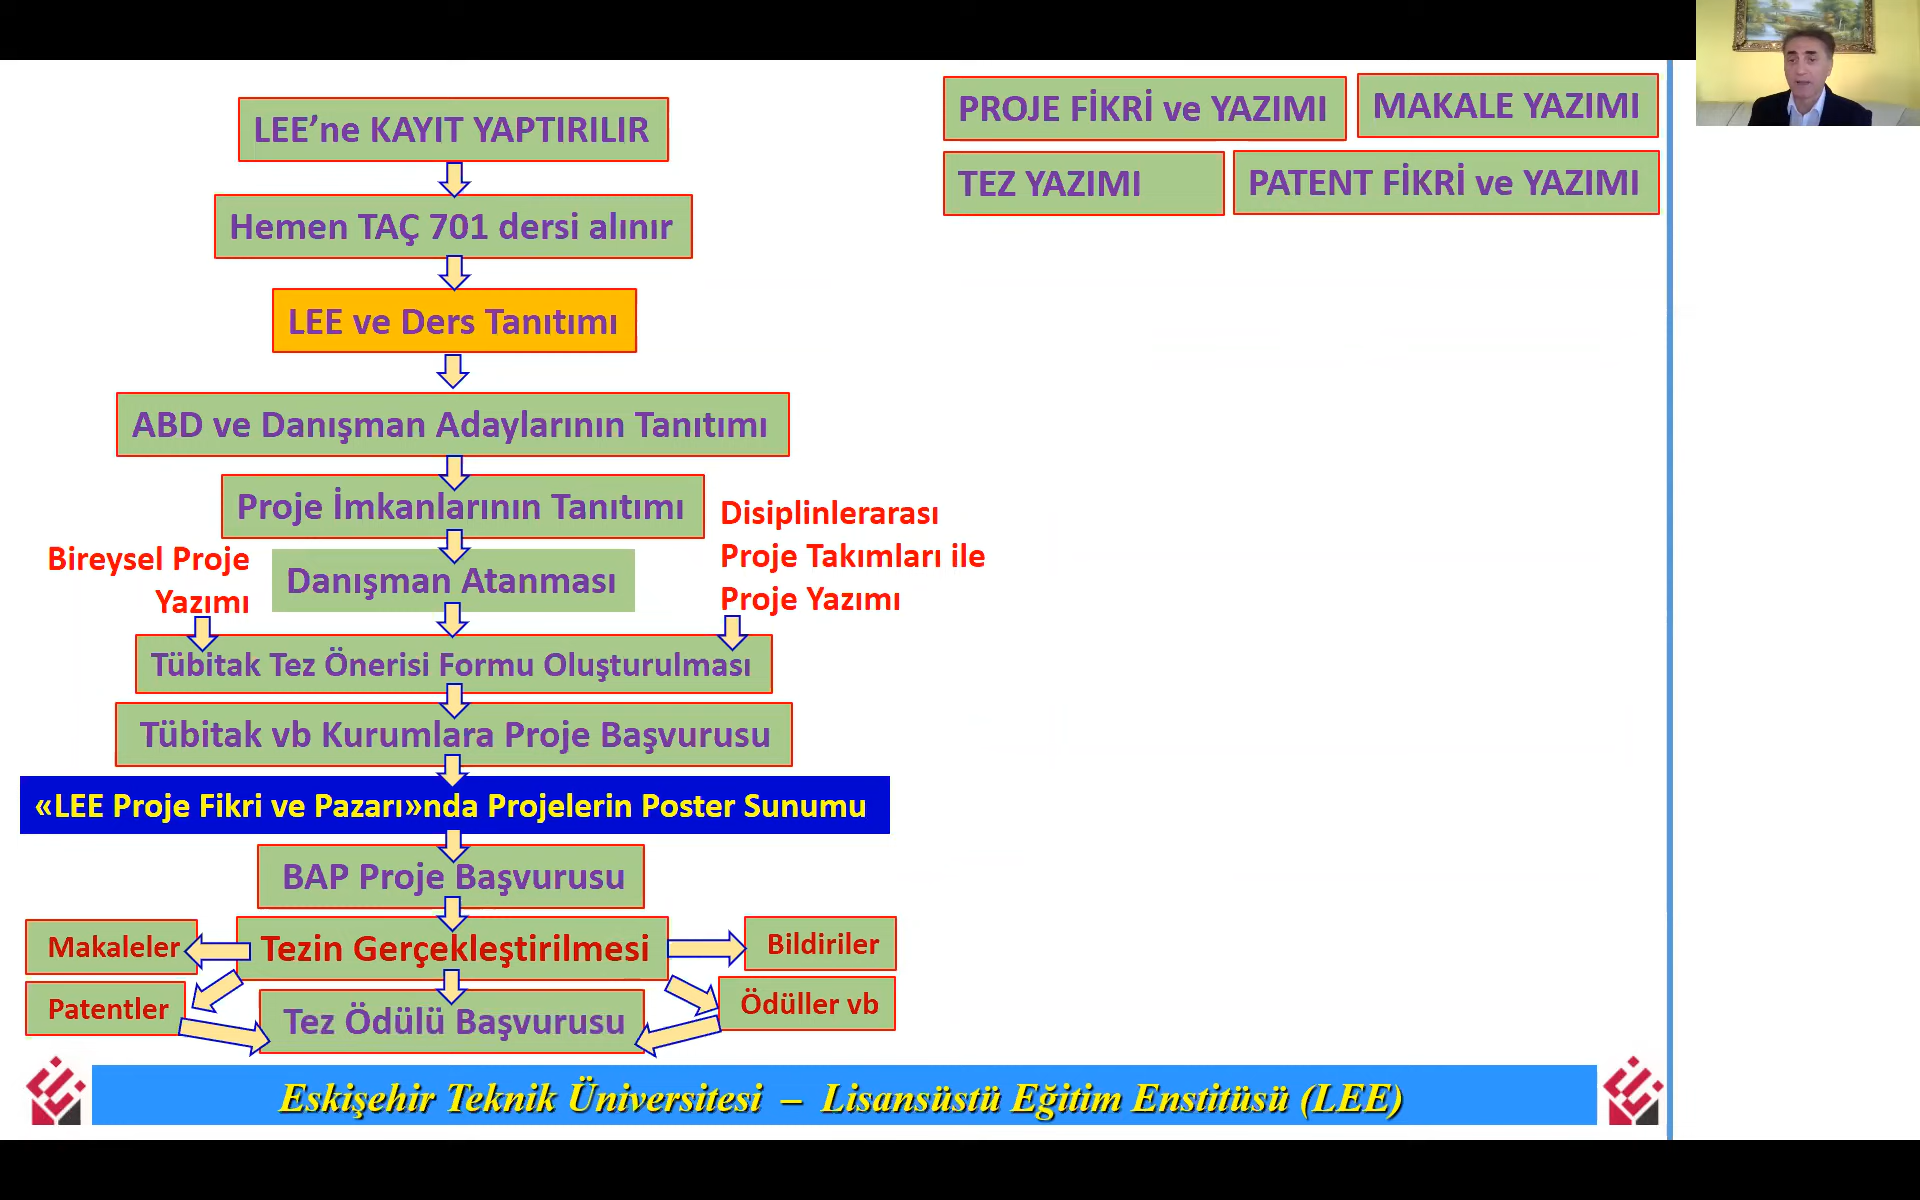 LEE’ne KAYIT YAPTIRILIR
Hemen TAÇ 701 dersi alınır
LEE ve Ders Tanıtımı
ABD ve Danışman Adaylarının Tanıtımı
Proje İmkanlarının Tanıtımı
Bireysel Proje
Yazımı
Danışman Atanması
Disiplinlerarası
Proje Takımları ile
Proje Yazımı
Tübitak Tez Önerisi Formu Oluşturulması
Tübitak vb Kurumlara Proje Başvurusu
«LEE Proje Fikri ve Pazarı»nda Projelerin Poster Sunumu
BAP Proje Başvurusu
Makaleler
Tezin Gerçekleştirilmesi
Bildiriler
Patentler
Tez Ödülü Başvurusu
Ödüller vb
PROJE FİKRİ ve YAZIMI
MAKALE YAZIMI
TEZ YAZIMI
PATENT FİKRİ ve YAZIMI
Eskişehir Teknik Üniversitesi – Lisansüstü Eğitim Enstitüsü (LEE)